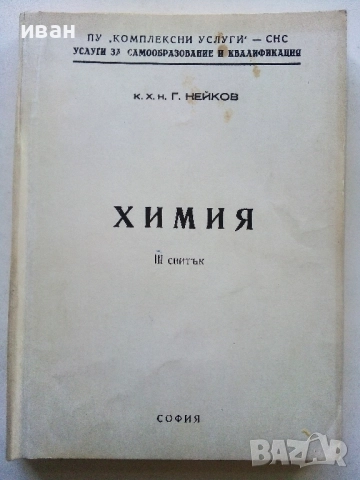 иван
ПУ „КОМПЛЕКСНИ УСЛУГИ" — СНС
УСЛУГИ ЗА САМООБРАЗОВАНИЕ И КВАЛИФИКАЦИЯ
к. х. н. Г. НЕЙКОВ
ХИМИЯ
III свитък
СОФИЯ
BAZAR